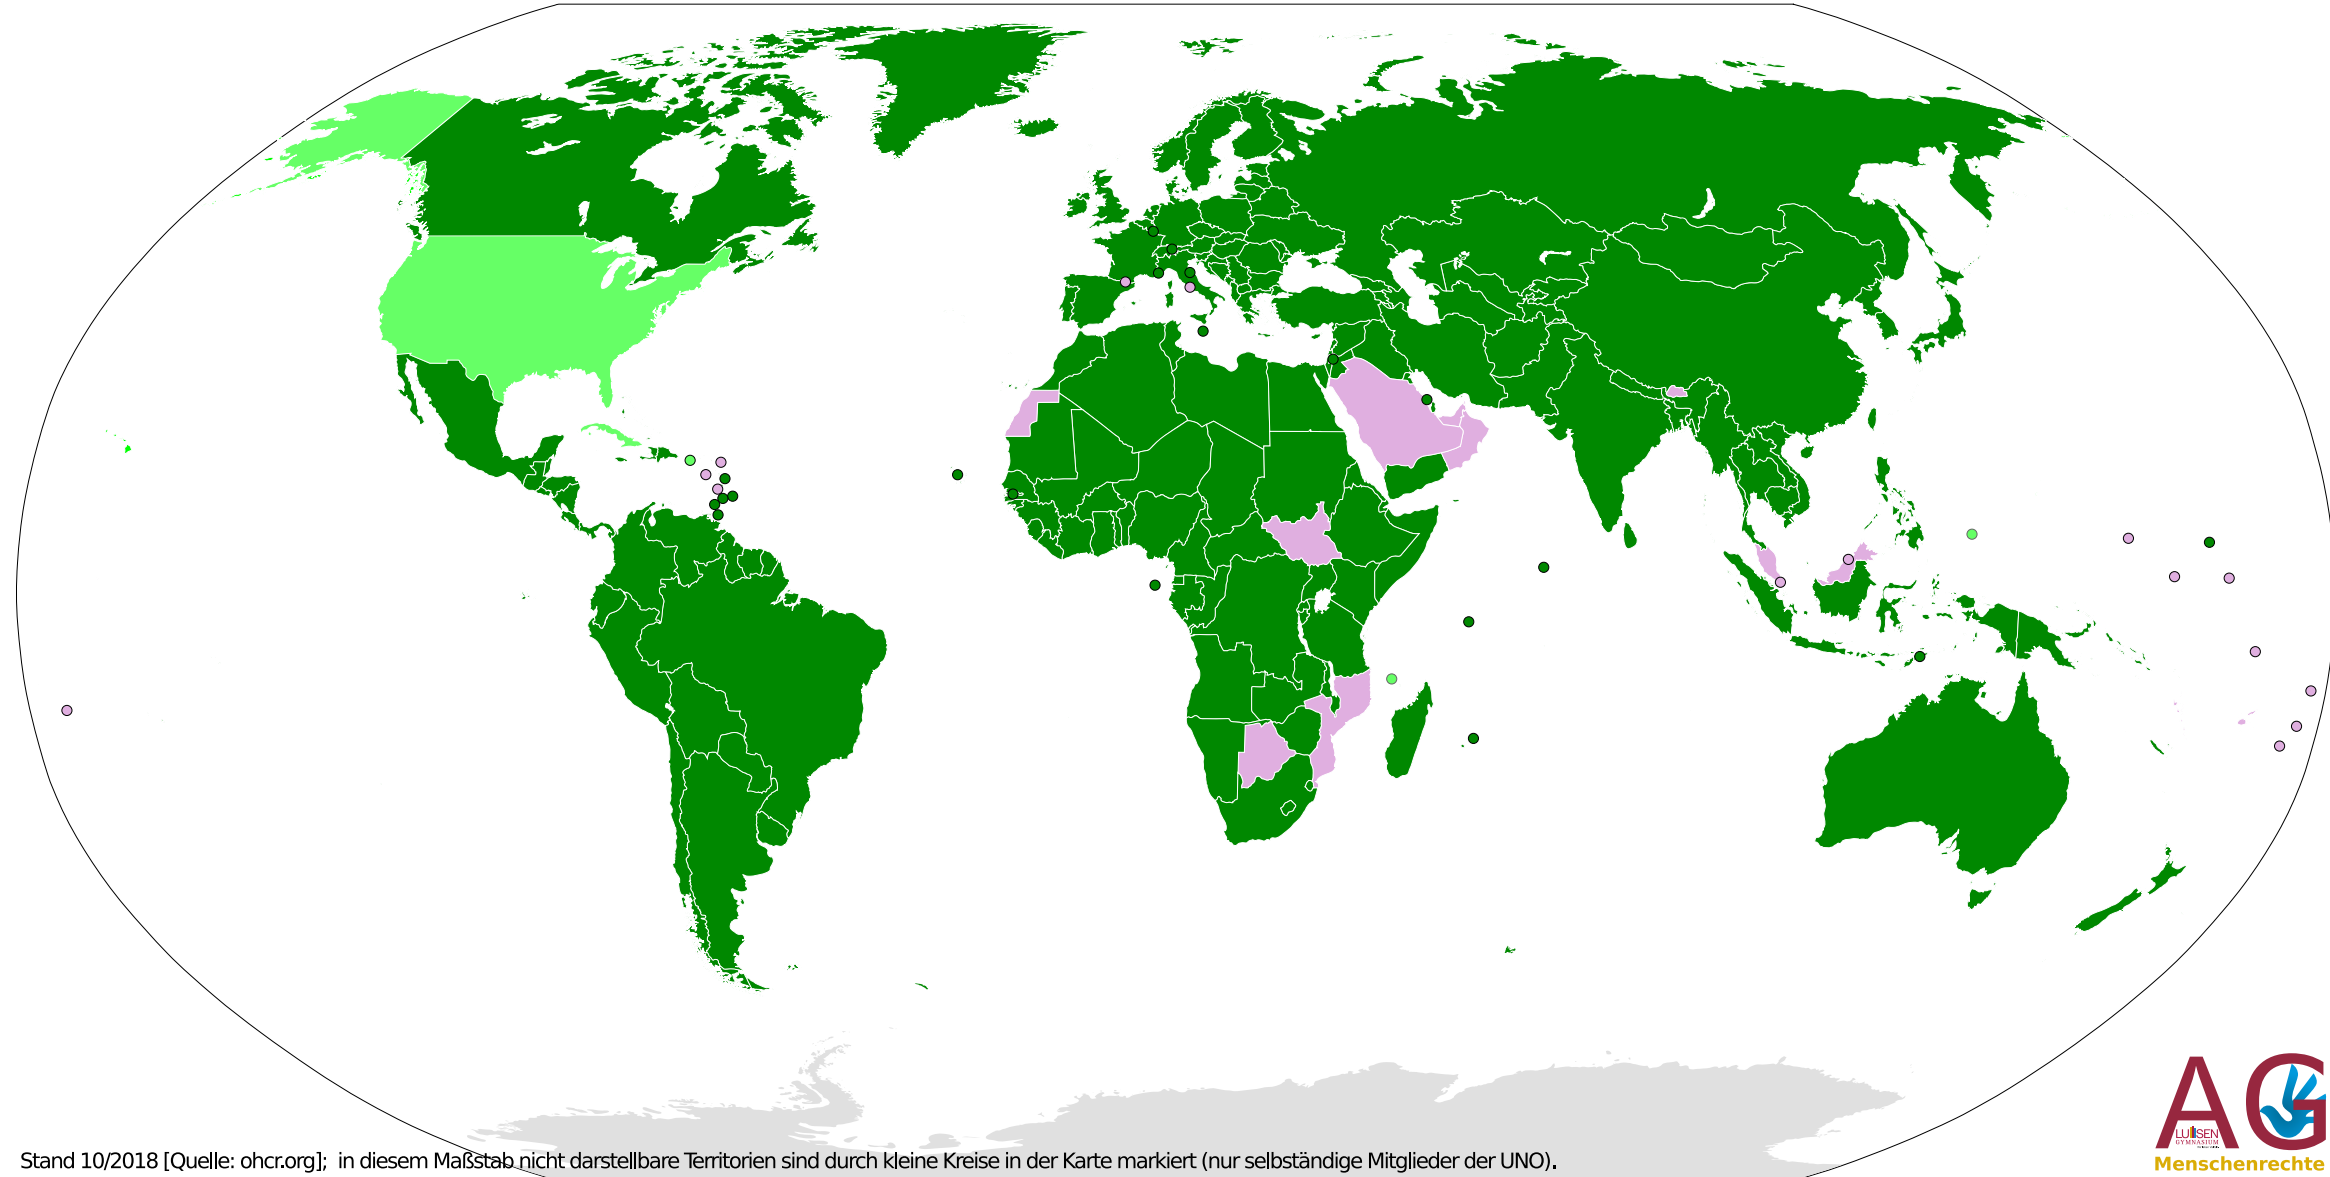 Stand 10/2018 [Quelle: ohcr.org]; in diesem Maßstab nicht darstellbare Territorien sind durch kleine Kreise in der Karte markiert (nur selbständige Mitglieder der UNO).
AG
LUISEN
GYMNASIUM
Menschenrechte